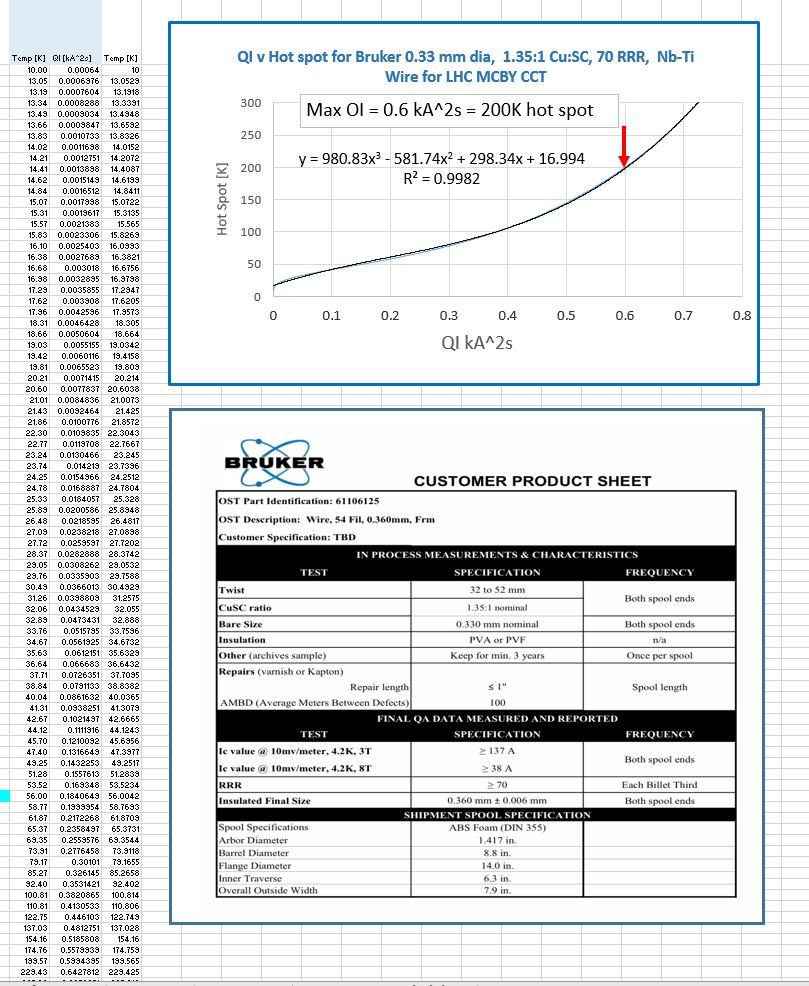 Temp [K] QI [kA^2s] Temp [K]
10.00 0.00064 10
13.05 0.0006976 13.0529
13.19 0.0007604 13.1918
13.34 0.0008288 13.3391
13.49 0.0009034 13.4948
13.66 0.0009847 13.6592
13.83 0.0010733 13.8326
14.02 0.0011698 14.0152
14.21 0.0012751 14.2072
14.41 0.0013898 14.4087
14.62 0.0015149 14.6199
14.84 0.0016512 14.8411
15.07 0.0017998 15.0722
15.31 0.0019617 15.3135
15.57 0.0021383 15.565
15.83 0.0023306 15.8269
16.10 0.0025403 16.0993
16.38 0.0027689 16.3821
16.68 0.003018 16.6756
16.98 0.0032895 16.9798
17.29 0.0035855 17.2947
17.62 0.003908 17.6205
17.96 0.0042596 17.9573
18.31 0.0046428 18.305
18.66 0.0050604 18.664
19.03 0.0055155 19.0342
19.42 0.0060116 19.4158
19.81 0.0065523 19.809
20.21 0.0071415 20.214
20.60 0.0077837 20.6038
21.01 0.0084836 21.0073
21.43 0.0092464 21.425
21.86 0.0100776 21.8572
22.30 0.0109835 22.3043
22.77 0.0119708 22.7667
23.24 0.0130466 23.245
23.74 0.014219 23.7396
24.25 0.0154966 24.2512
24.78 0.0168887 24.7804
25.33 0.0184057 25.328
25.89 0.0200586 25.8948
26.48 0.0218595 26.4817
27.09 0.0238218 27.0898
27.72 0.0259597 27.7202
28.37 0.0282888 28.3742
29.05 0.0308262 29.0532
29.76 0.0335903 29.7588
30.49 0.0366013 30.4929
31.26 0.0398809 31.2575
32.06 0.0434529 32.055
32.89 0.0473431 32.888
33.76 0.0515795 33.7596
34.67 0.0561925 34.6732
35.63 0.0612151 35.6329
36.64 0.066683 36.6432
37.71 0.0726351 37.7095
38.84 0.0791133 38.8382
40.04 0.0861632 40.0365
41.31 0.0938251 41.3079
42.67 0.1021497 42.6665
44.12 0.1111916 44.1243
45.70 0.1210092 45.6956
47.40 0.1316649 47.3977
49.25 0.1432253 49.2517
51.28 0.1557613 51.2839
53.52 0.169348 53.5234
56.00 0.1840649 56.0042
58.77 0.1999954 58.7693
61.87 0.2172268 61.8709
65.37 0.2358497 65.3731
69.35 0.2559576 69.3544
73.91 0.2776458 73.9118
79.17 0.30101 79.1655
85.27 0.326145 85.2658
92.40 0.3531421 92.402
100.81 0.3820865 100.814
110.81 0.4130533 110.806
122.75 0.446103 122.749
137.03 0.4812751 137.028
154.16 0.5185808 154.16
174.76 0.5579939 174.759
199.57 0.5994395 199.565
229.43 0.6427812 229.425
QI v Hot spot for Bruker 0.33 mm dia, 1.35:1 Cu:SC, 70 RRR, Nb-Ti
Wire for LHC MCBY CCT
Max OI = 0.6 kA^2s = 200K hot spot
y = 980.83x³ - 581.74x² + 298.34x + 16.994
R² = 0.9982
Hot Spot [K]
300
250
200
150
100
50
0
0 0.1 0.2 0.3 0.4 0.5 0.6 0.7 0.8
QI kA^2s
BRUKER
CUSTOMER PRODUCT SHEET
OST Part Identification: 61106125
OST Description: Wire, 54 Fil, 0.360mm, Frm
Customer Specification: TBD
IN PROCESS MEASUREMENTS & CHARACTERISTICS
TEST SPECIFICATION FREQUENCY
Twist 32 to 52 mm
Both spool ends
CuSC ratio 1.35:1 nominal
Bare Size 0.330 mm nominal Both spool ends
Insulation PVA or PVF n/a
Other (archives sample) Keep for min. 3 years Once per spool
Repairs (varnish or Kapton)
Repair length ≤ 1" Spool length
AMBD (Average Meters Between Defects) 100
FINAL QA DATA MEASURED AND REPORTED
TEST SPECIFICATION FREQUENCY
Ic value @ 10mv/meter, 4.2K, 3T ≥ 137 A
Both spool ends
Ic value @ 10mv/meter, 4.2K, 8T ≥ 38 A
RRR ≥ 70 Each Billet Third
Insulated Final Size 0.360 mm ± 0.006 mm Both spool ends
SHIPMENT SPOOL SPECIFICATION
Spool Specifications ABS Foam (DIN 355)
Arbor Diameter 1.417 in.
Barrel Diameter 8.8 in.
Flange Diameter 14.0 in.
Inner Traverse 6.3 in.
Overall Outside Width 7.9 in.